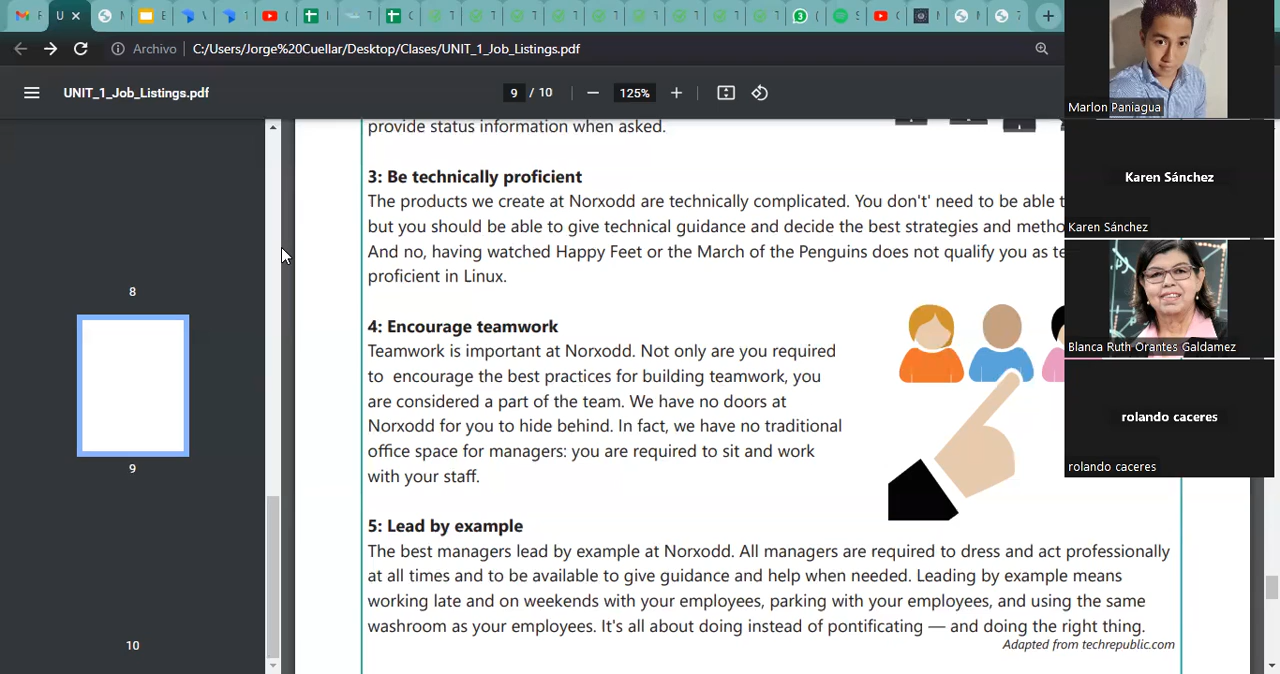 F
U
Archivo
C:/Users/Jorge%20Cuellar/Desktop/Clases/UNIT_1_Job_Listings.pdf
UNIT_1_Job_Listings.pdf
9 / 10
125%
provide status information when asked.
3: Be technically proficient
The products we create at Norxodd are technically complicated. You don't' need to be able
but you should be able to give technical guidance and decide the best strategies and
And no, having watched Happy Feet or the March of the Penguins does not qualify you as
proficient in Linux.
4: Encourage teamwork
Teamwork is important at Norxodd. Not only are you required
to encourage the best practices for building teamwork, you
are considered a part of the team. We have no doors at
Norxodd for you to hide behind. In fact, we have no traditional
office space for managers: you are required to sit and work
with your staff.
5: Lead by example
The best managers lead by example at Norxodd. All managers are required to dress and act professionally
at all times and to be available to give guidance and help when needed. Leading by example means
working late and on weekends with your employees, parking with your employees, and using the same
washroom as your employees. It's all about doing instead of pontificating — and doing the right thing.
Adapted from techrepublic.com
8
9
10
Marlon Paniagua
Karen Sánchez
Karen Sánchez
Blanca Ruth Orantes Galdamez
rolando caceres
rolando caceres